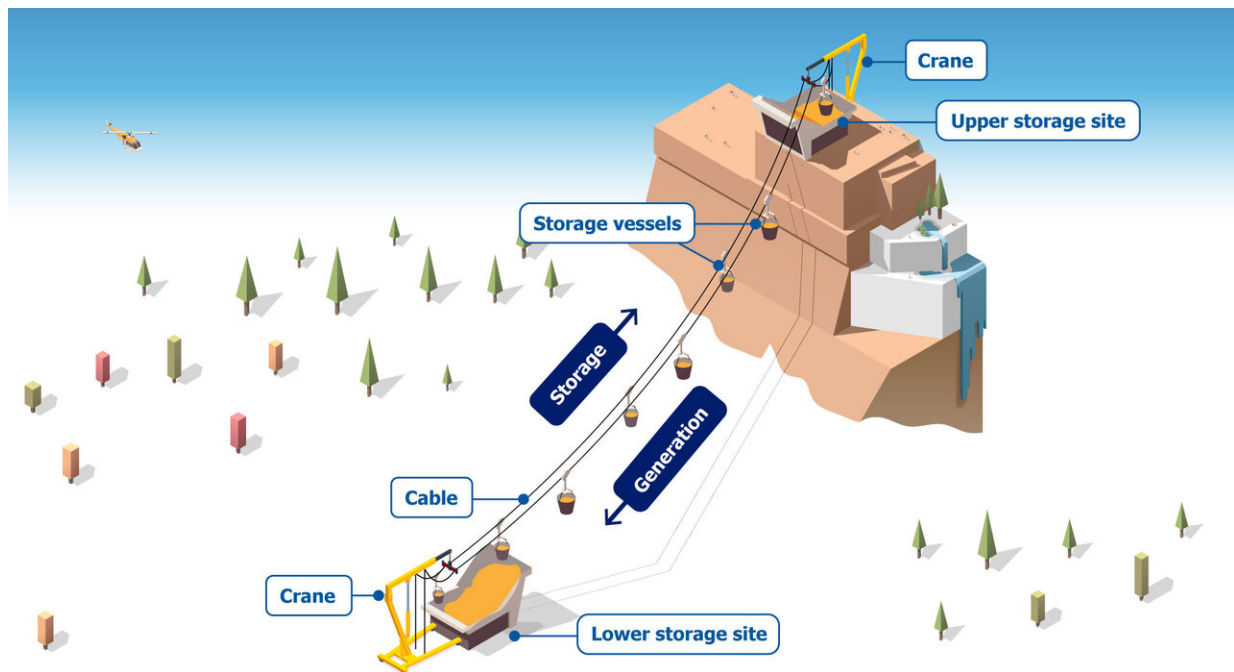 Crane
Upper storage site
Storage vessels
Storage
Generation
Cable
Crane
Lower storage site